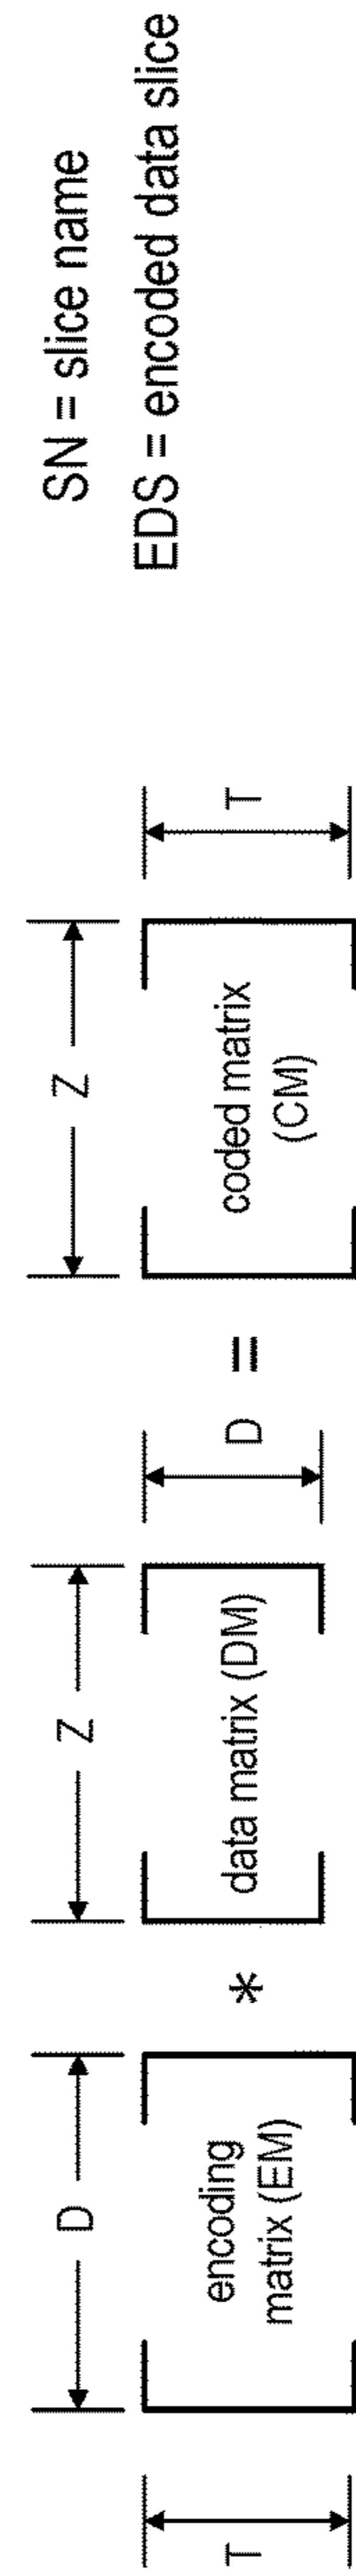 SN = slice name
EDS = encoded data slice
T
D
encoding
matrix (EM)
*
Z
data matrix (DM)
D
=
Z
coded matrix
(CM)
T